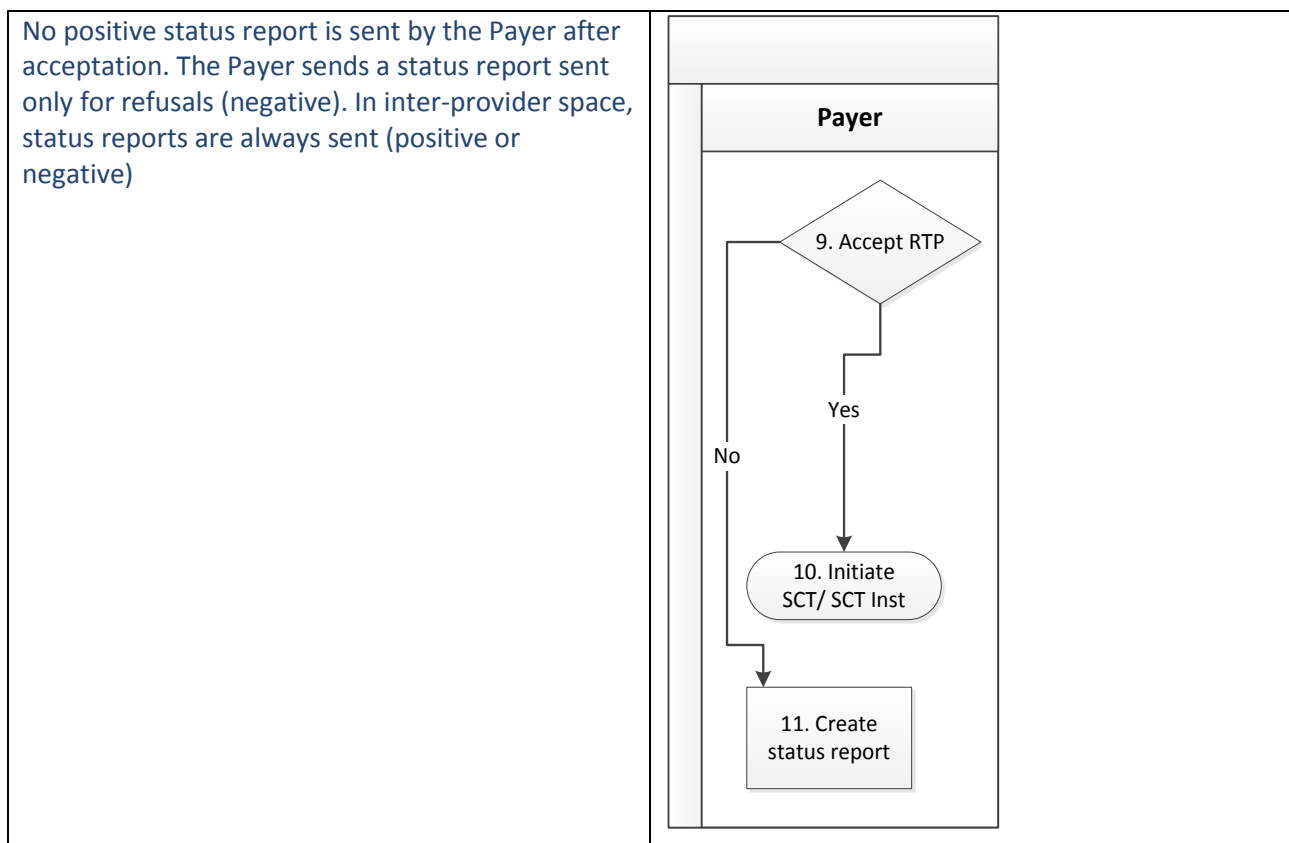 No positive status report is sent by the Payer after
acceptation. The Payer sends a status report sent
only for refusals (negative). In inter-provider space,
status reports are always sent (positive or
negative)
Payer
9. Accept RTP
Yes
No
10. Initiate
SCT/ SCT Inst
11. Create
status report